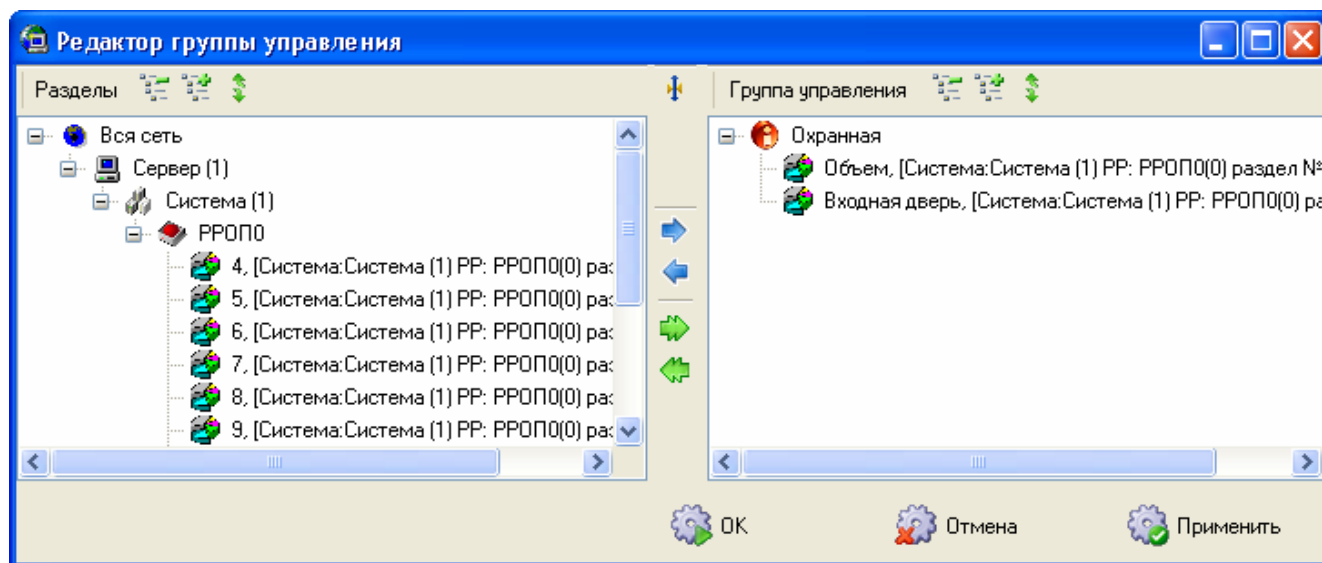 Редактор группы управления
Разделы
Группа управления
Вся сеть
Сервер (1)
Система (1)
РРОП0
4, [Система:Система (1) РР: РРОП0(0) раз
5, [Система:Система (1) РР: РРОП0(0) раз
6, [Система:Система (1) РР: РРОП0(0) раз
7, [Система:Система (1) РР: РРОП0(0) раз
8, [Система:Система (1) РР: РРОП0(0) раз
9, [Система:Система (1) РР: РРОП0(0) раз
Охранная
Объем, [Система:Система (1) РР: РРОП0(0) раздел №
Входная дверь, [Система:Система (1) РР: РРОП0(0) ра
OK
Отмена
Применить